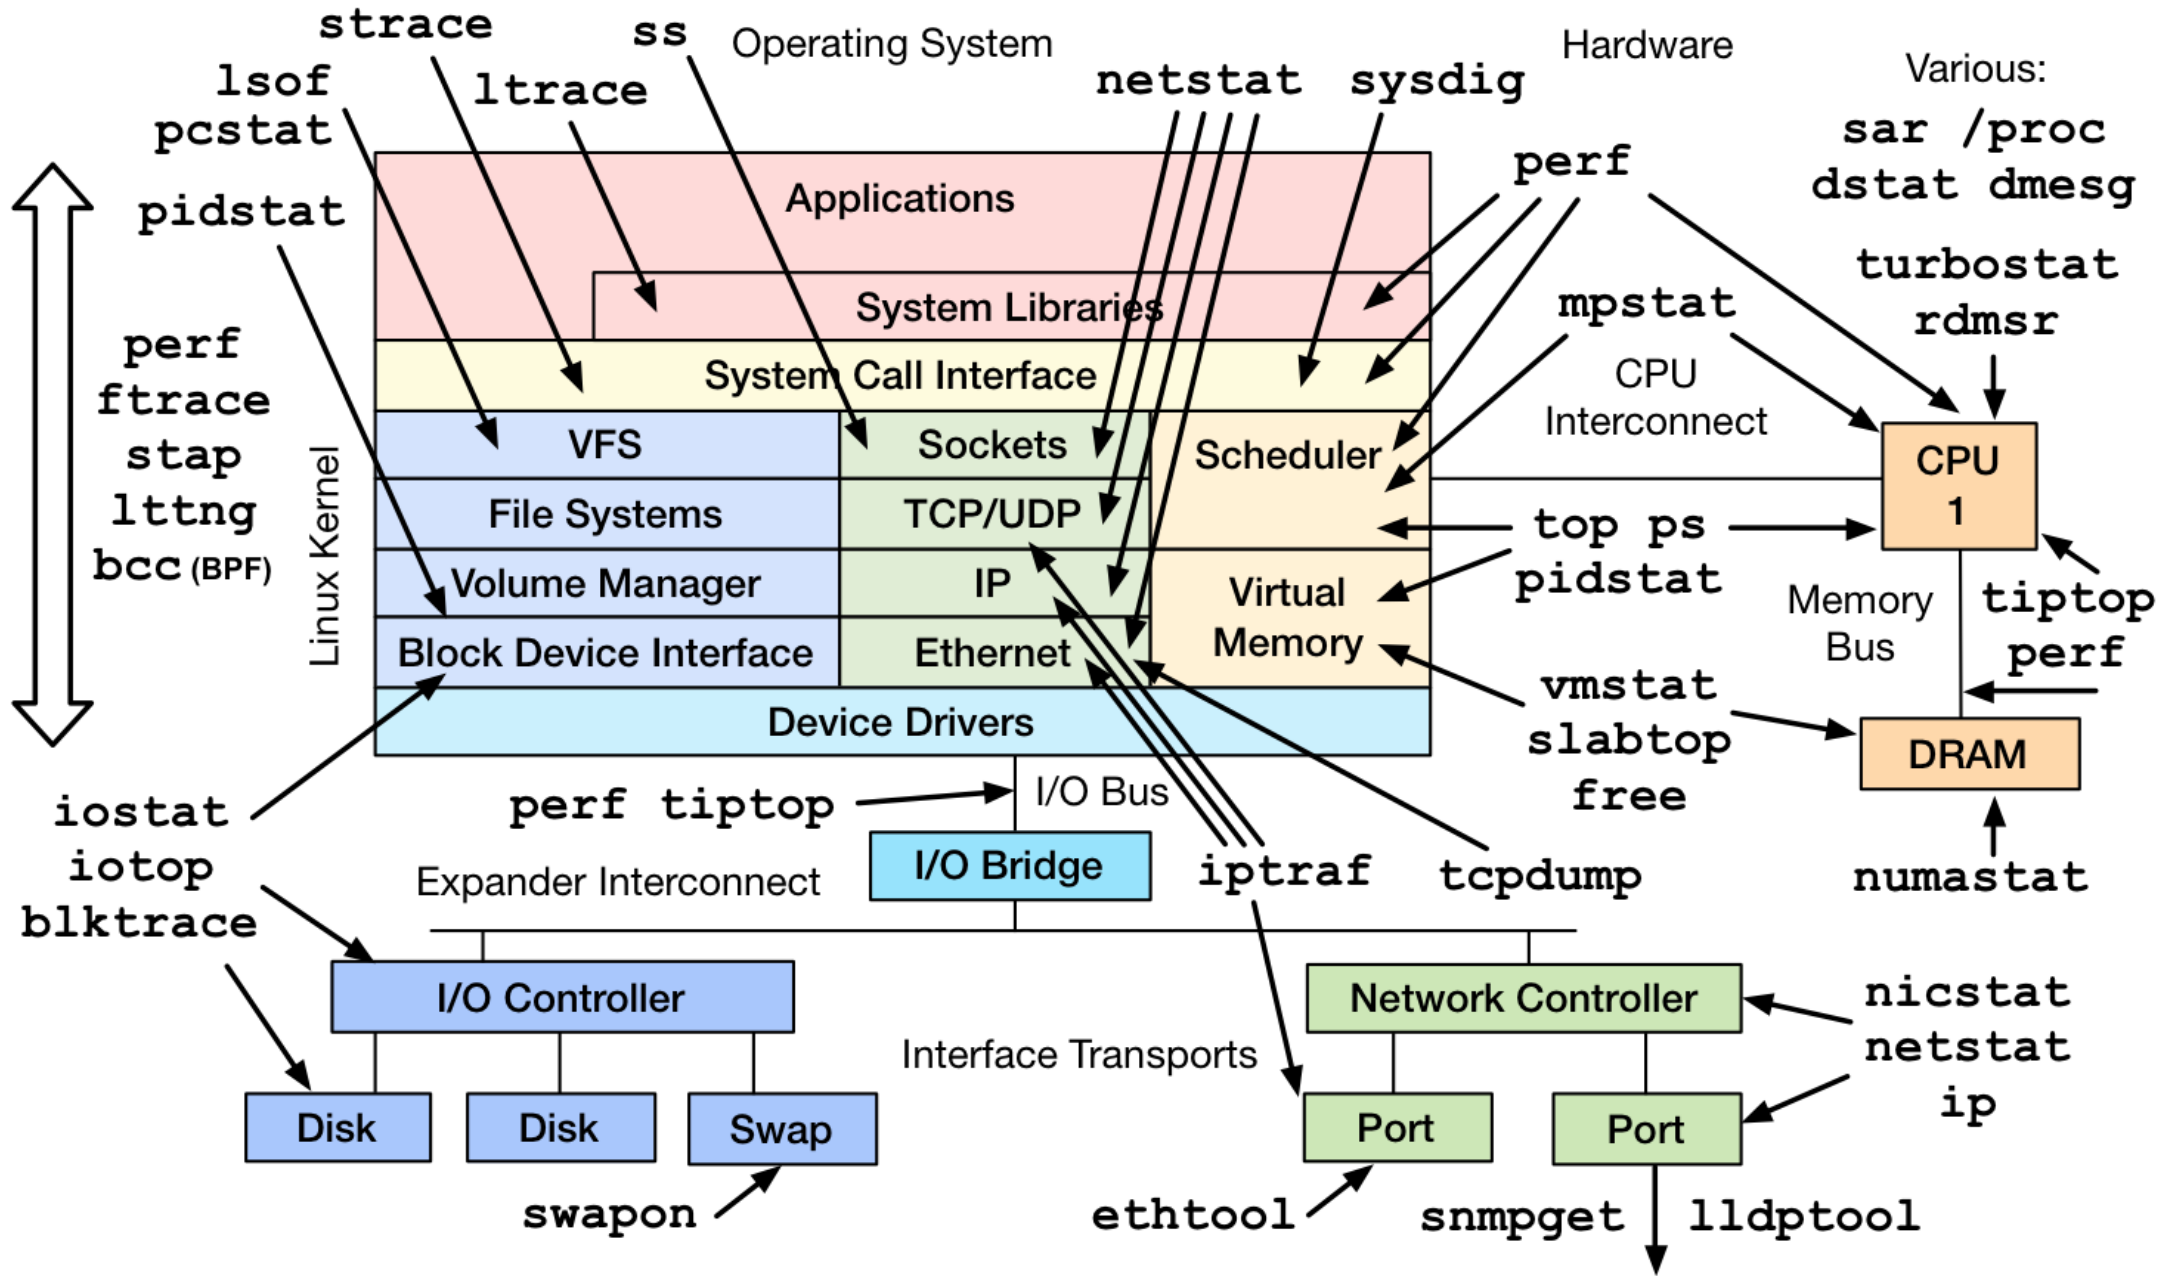 strace
ss
Operating System
Hardware
Various:
lsof
pcstat
ltrace
netstat
sysdig
sar /proc
dstat dmesg
perf
pidstat
Applications
turbostat
rdmsr
System Libraries
mpstat
perf
ftrace
stap
lttng
bcc (BPF)
Linux Kernel
System Call Interface
CPU
Interconnect
VFS
Sockets
Scheduler
CPU
1
File Systems
TCP/UDP
top ps
pidstat
Volume Manager
IP
Virtual
Memory
Memory
Bus
tiptop
perf
Block Device Interface
Ethernet
vmstat
slabtop
free
Device Drivers
DRAM
iostat
iotop
blktrace
perf tiptop
I/O Bus
I/O Bridge
Expander Interconnect
iptraf
tcpdump
numastat
I/O Controller
Network Controller
nicstat
netstat
ip
Interface Transports
Disk
Disk
Swap
Port
Port
swapon
ethtool
snmpget
lldptool